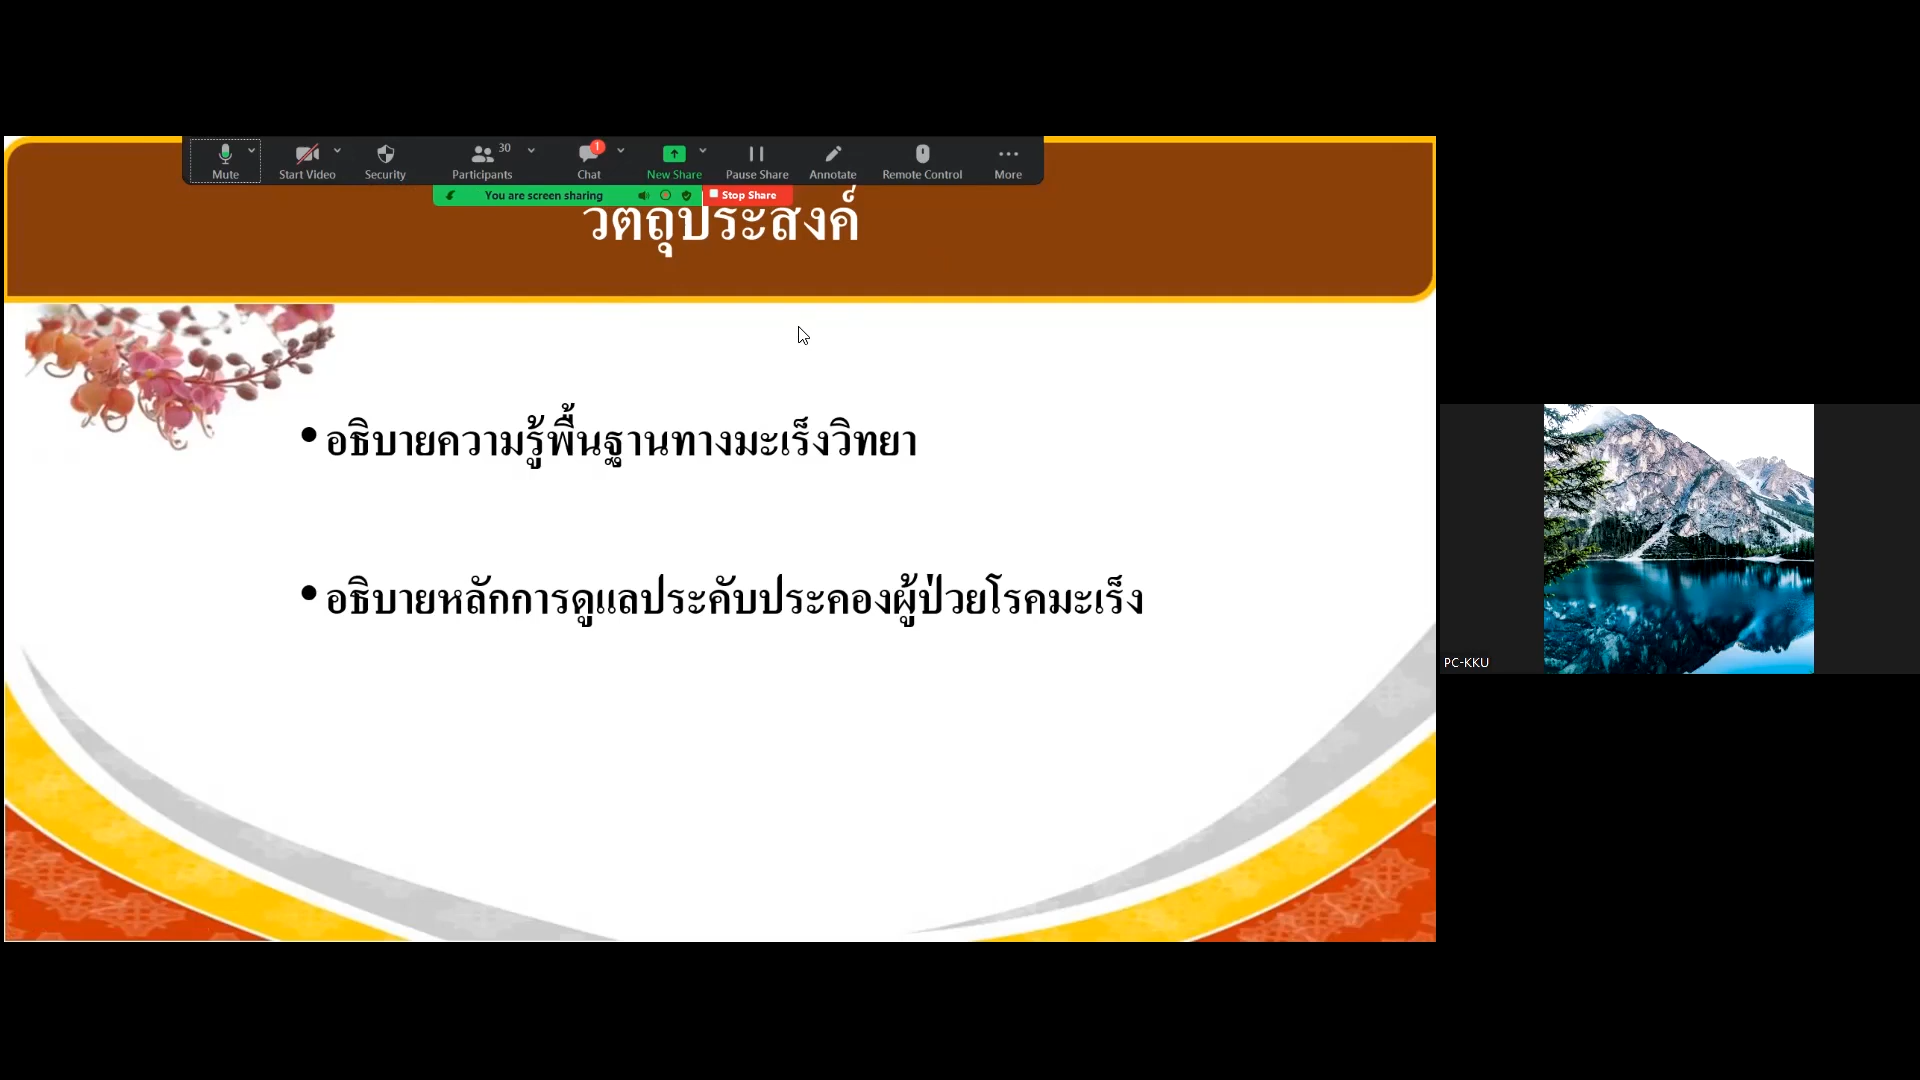 30
1
Mute
Start Video
Security
Participants
Chat
New Share
Pause Share
Annotate
Remote Control
More
You are screen sharing
Stop Share
วัตถุประสงค์
• อธิบายความรู้พื้นฐานทางมะเร็งวิทยา
• อธิบายหลักการดูแลประคับประคองผู้ป่วยโรคมะเร็ง
PC-KKU